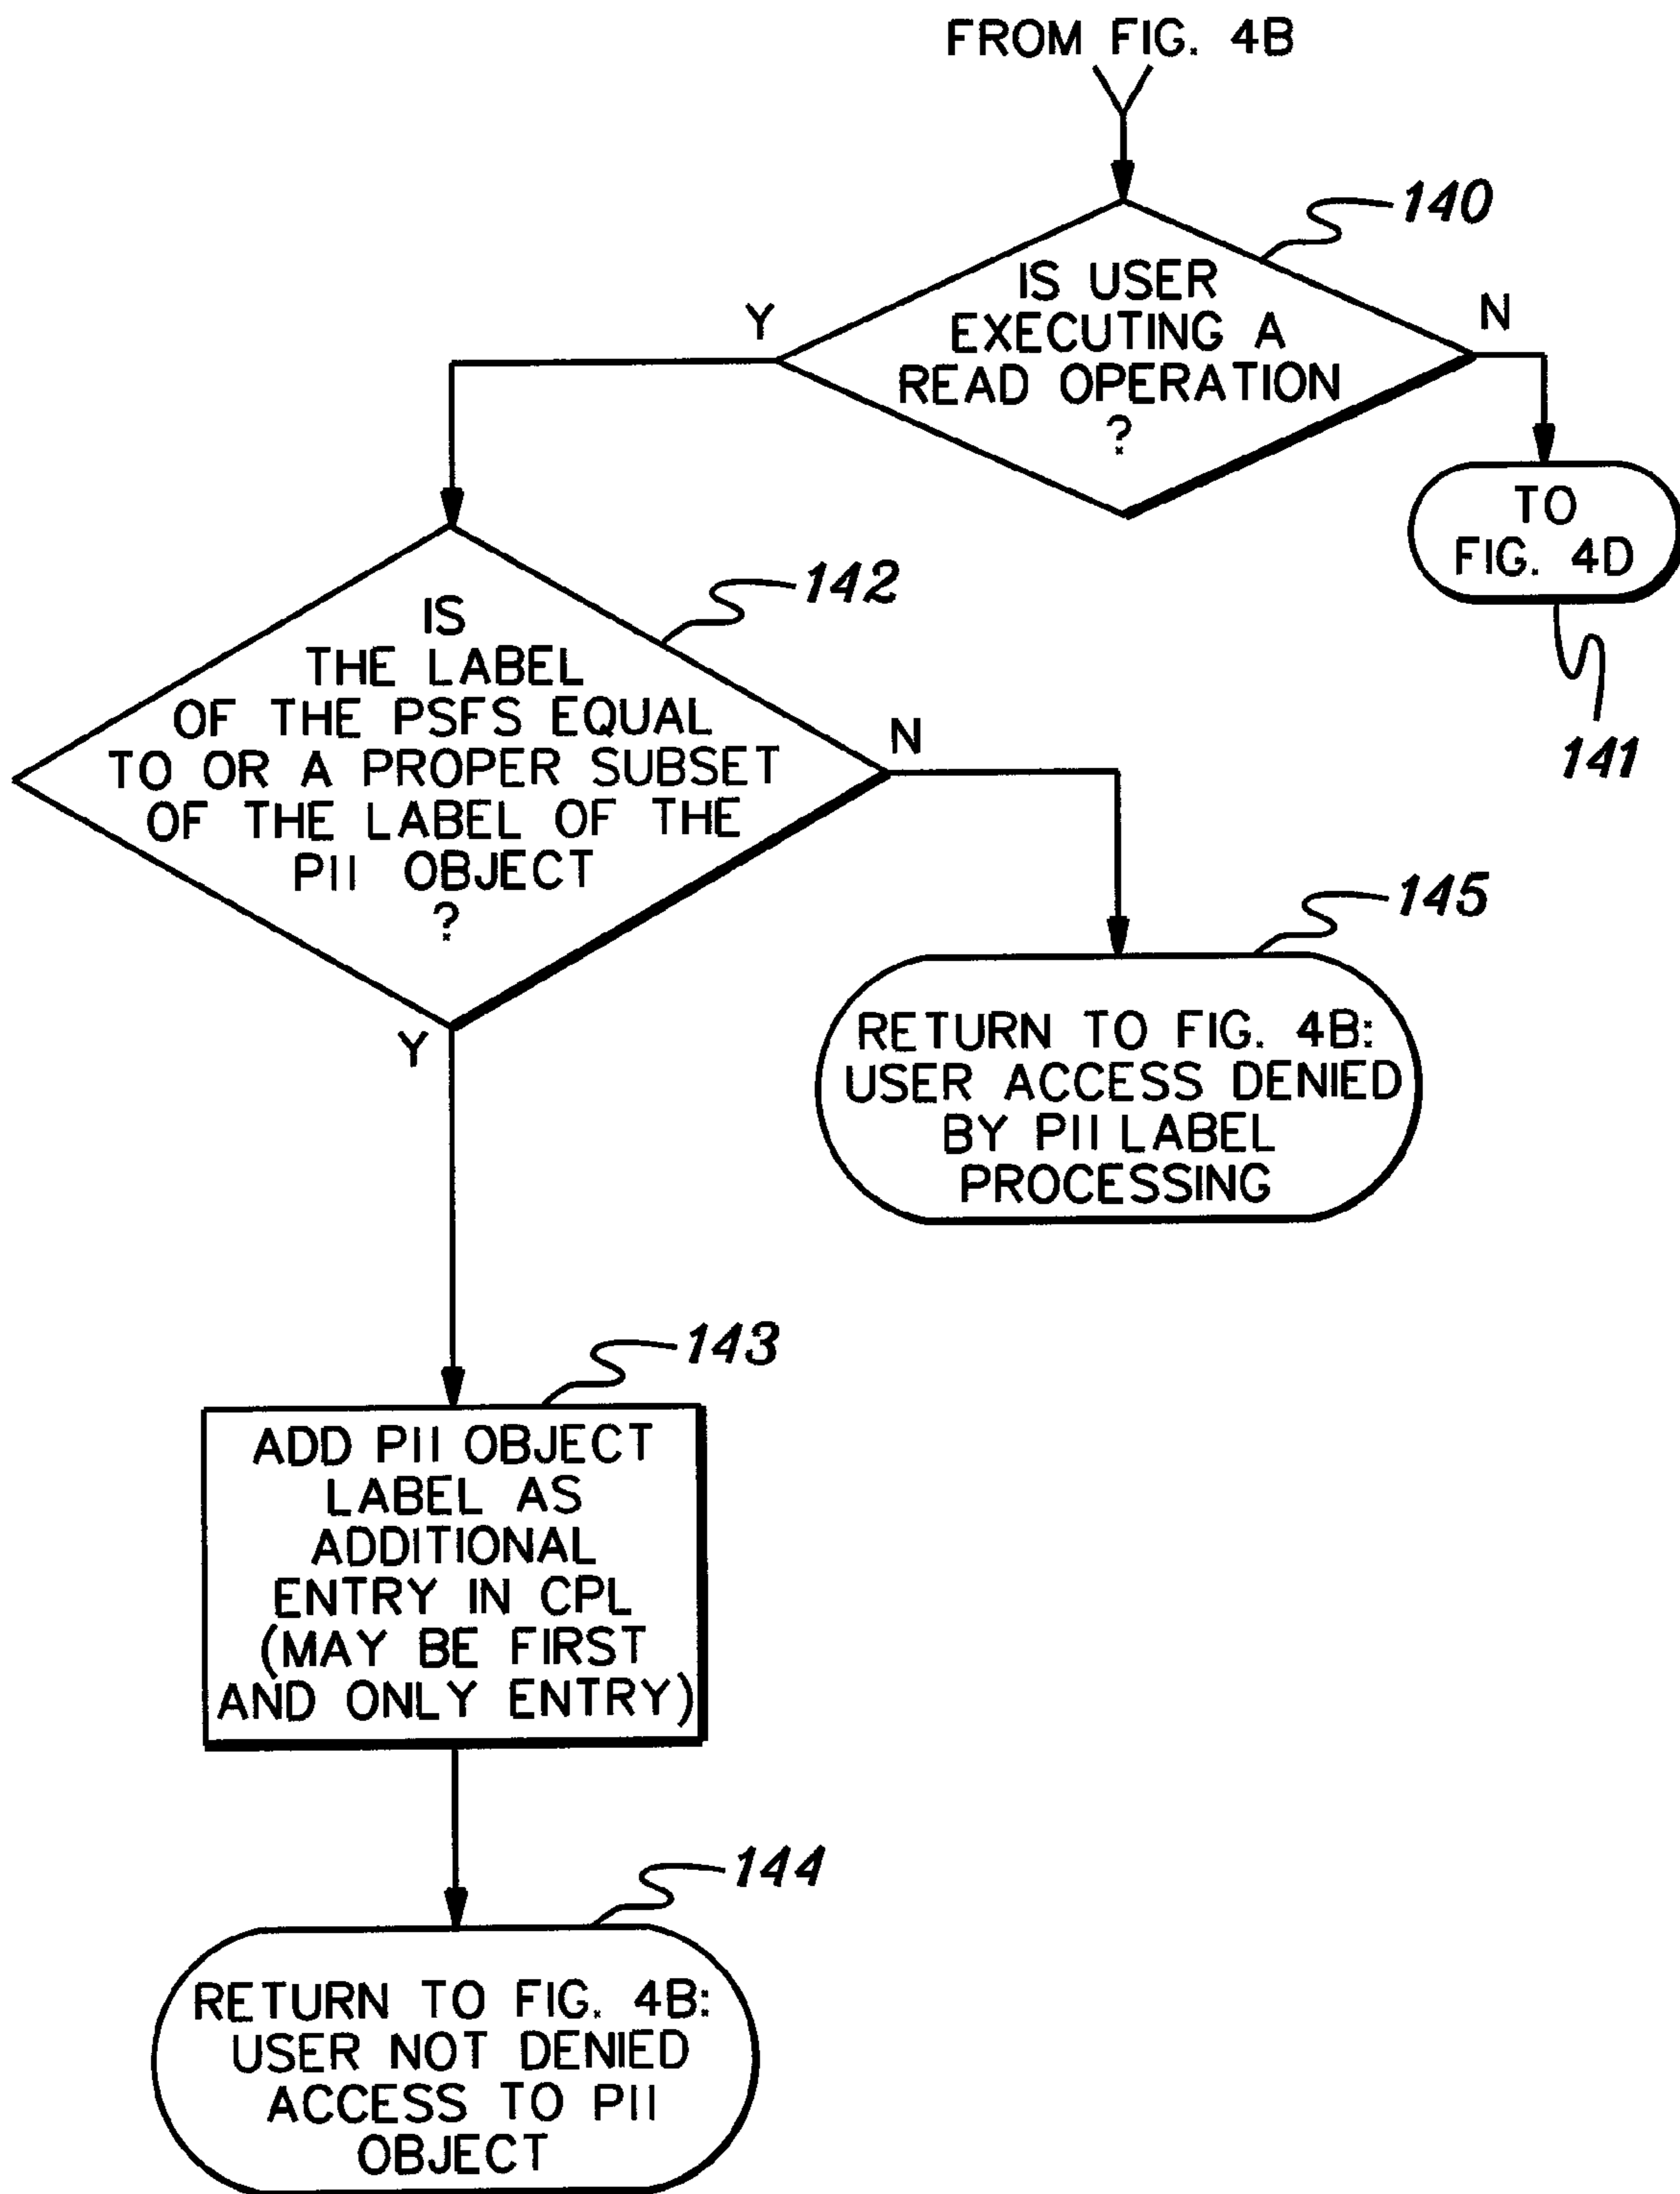 FROM FIG. 4B
140
IS USER
EXECUTING A
READ OPERATION
?
Y
N
TO
FIG. 4D
141
142
IS
THE LABEL
OF THE PSFS EQUAL
TO OR A PROPER SUBSET
OF THE LABEL OF THE
PII OBJECT
?
N
Y
145
RETURN TO FIG. 4B:
USER ACCESS DENIED
BY PII LABEL
PROCESSING
143
ADD PII OBJECT
LABEL AS
ADDITIONAL
ENTRY IN CPL
(MAY BE FIRST
AND ONLY ENTRY)
144
RETURN TO FIG. 4B:
USER NOT DENIED
ACCESS TO PII
OBJECT